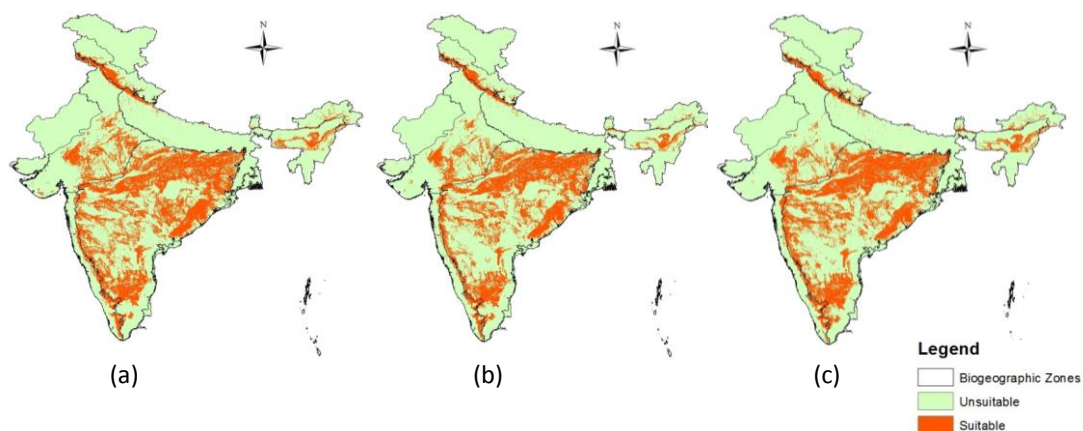 N
N
N
(a)
(b)
(c)
Legend
Biogeographic Zones
Unsuitable
Suitable